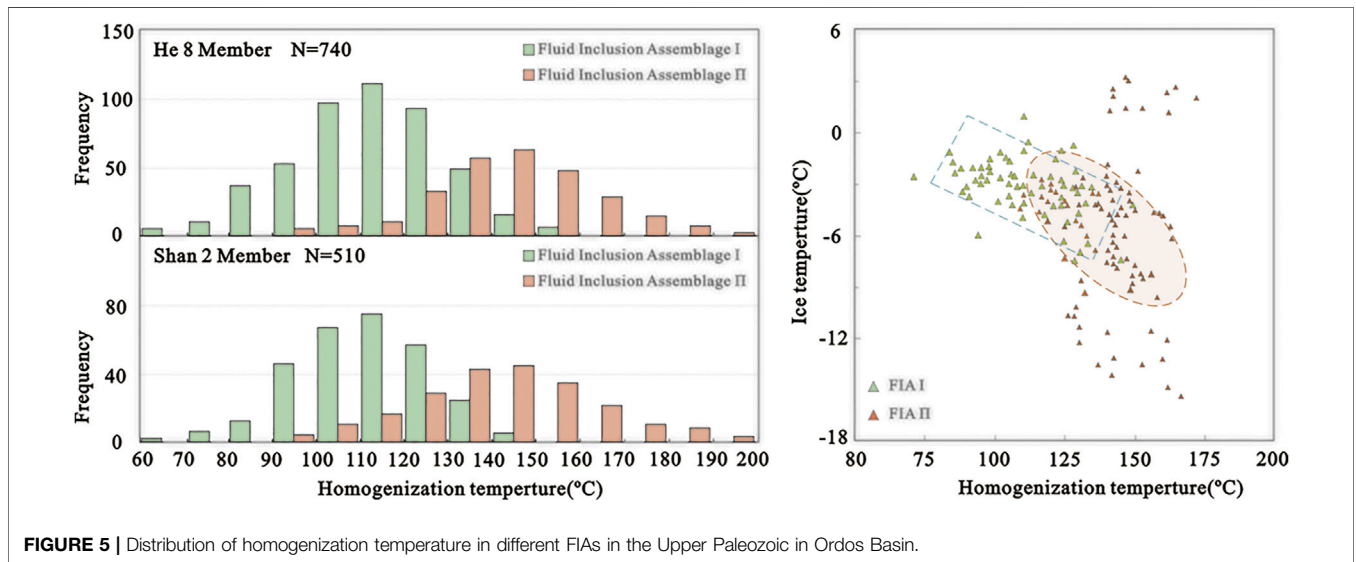 150
He 8 Member N=740
Fluid Inclusion Assemblage I
Fluid Inclusion Assemblage Π
100
Frequency
50
0
Shan 2 Member N=510
Fluid Inclusion Assemblage I
Fluid Inclusion Assemblage Π
80
Frequency
40
0
60 70 80 90 100 110 120 130 140 150 160 170 180 190 200
Homogenization temperture(°C)
6
0
Ice temperture(°C)
-6
-12
FIA I
FIA Π
-18
80 75 100 125 150 175 200
Homogenization temperture(°C)
FIGURE 5 | Distribution of homogenization temperature in different FIAs in the Upper Paleozoic in Ordos Basin.